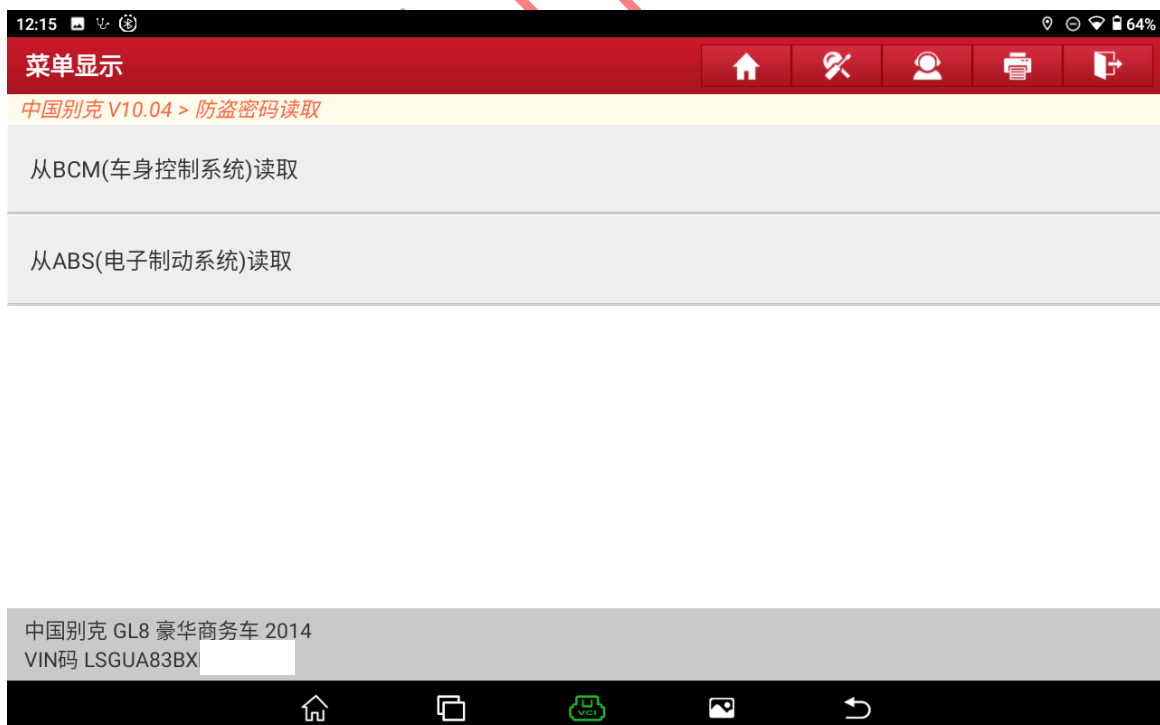 12:15 64%
菜单显示
中国别克 V10.04 > 防盗密码读取
从BCM(车身控制系统)读取
从ABS(电子制动系统)读取
中国别克 GL8 豪华商务车 2014
VIN码 LSGUA83BX
VCI